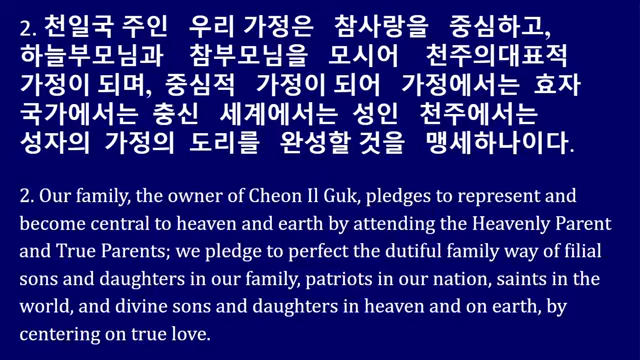 2. 천일국 주인 우리 가정은 참사랑을 중심하고,
하늘부모님과 참부모님을 모시어 천주의대표적
가정이 되며, 중심적 가정이 되어 가정에서는 효자
국가에서는 충신 세계에서는 성인 천주에서는
성자의 가정의 도리를 완성할 것을 맹세하나이다.
2. Our family, the owner of Cheon Il Guk, pledges to represent and
become central to heaven and earth by attending the Heavenly Parent
and True Parents; we pledge to perfect the dutiful family way of filial
sons and daughters in our family, patriots in our nation, saints in the
world, and divine sons and daughters in heaven and on earth, by
centering on true love.